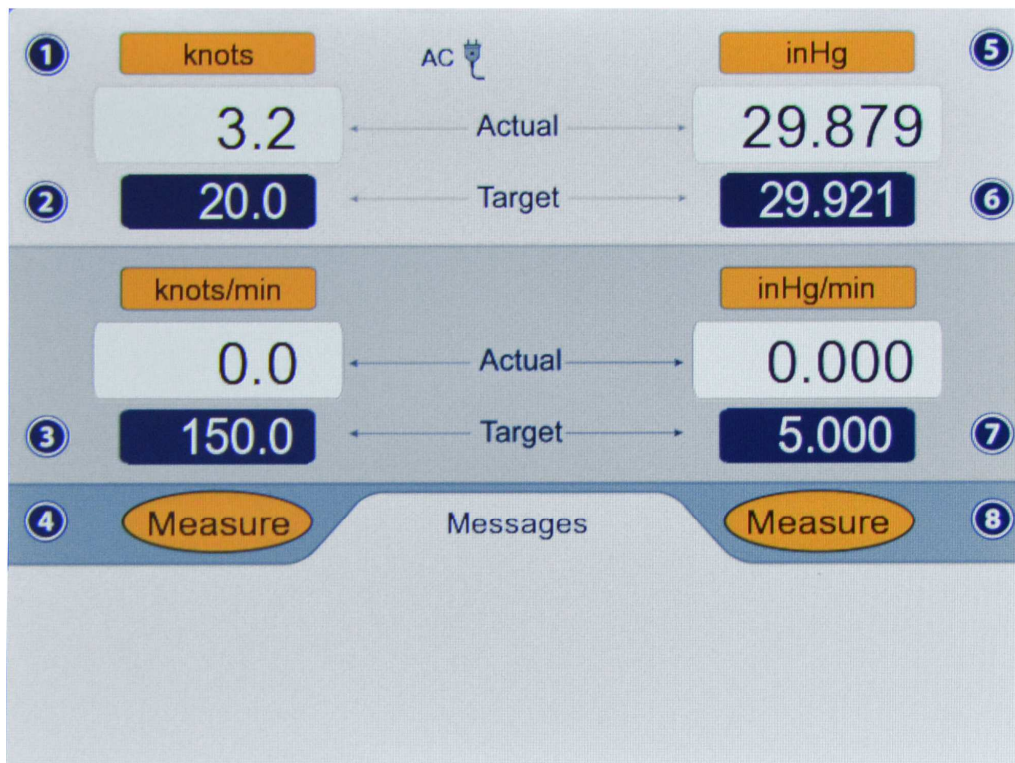 1 knots AC inHg 5
3.2 Actual 29.879
2 20.0 Target 29.921 6
knots/min inHg/min
0.0 Actual 0.000
3 150.0 Target 5.000 7
4 Measure Messages Measure 8